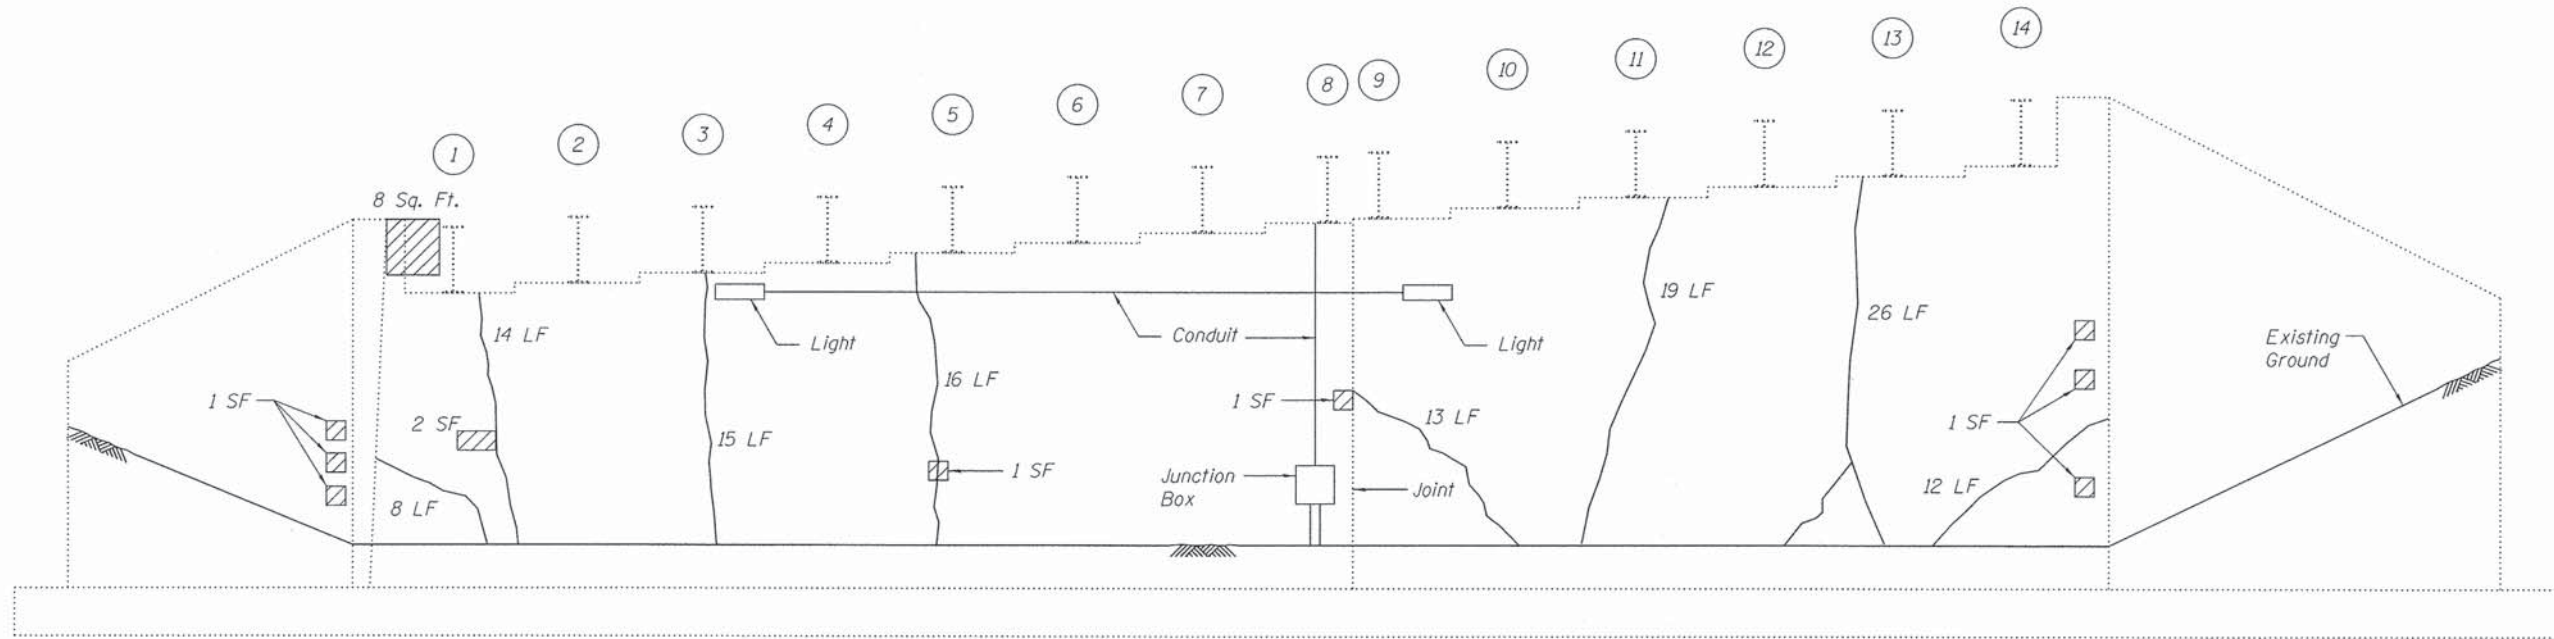 1
2
3
4
5
6
7
8
9
10
11
12
13
14
8 Sq. Ft.
14 LF
Light
Conduit
Light
19 LF
26 LF
Existing
Ground
1 SF
2 SF
15 LF
16 LF
1 SF
1 SF
13 LF
1 SF
8 LF
Junction
Box
Joint
12 LF